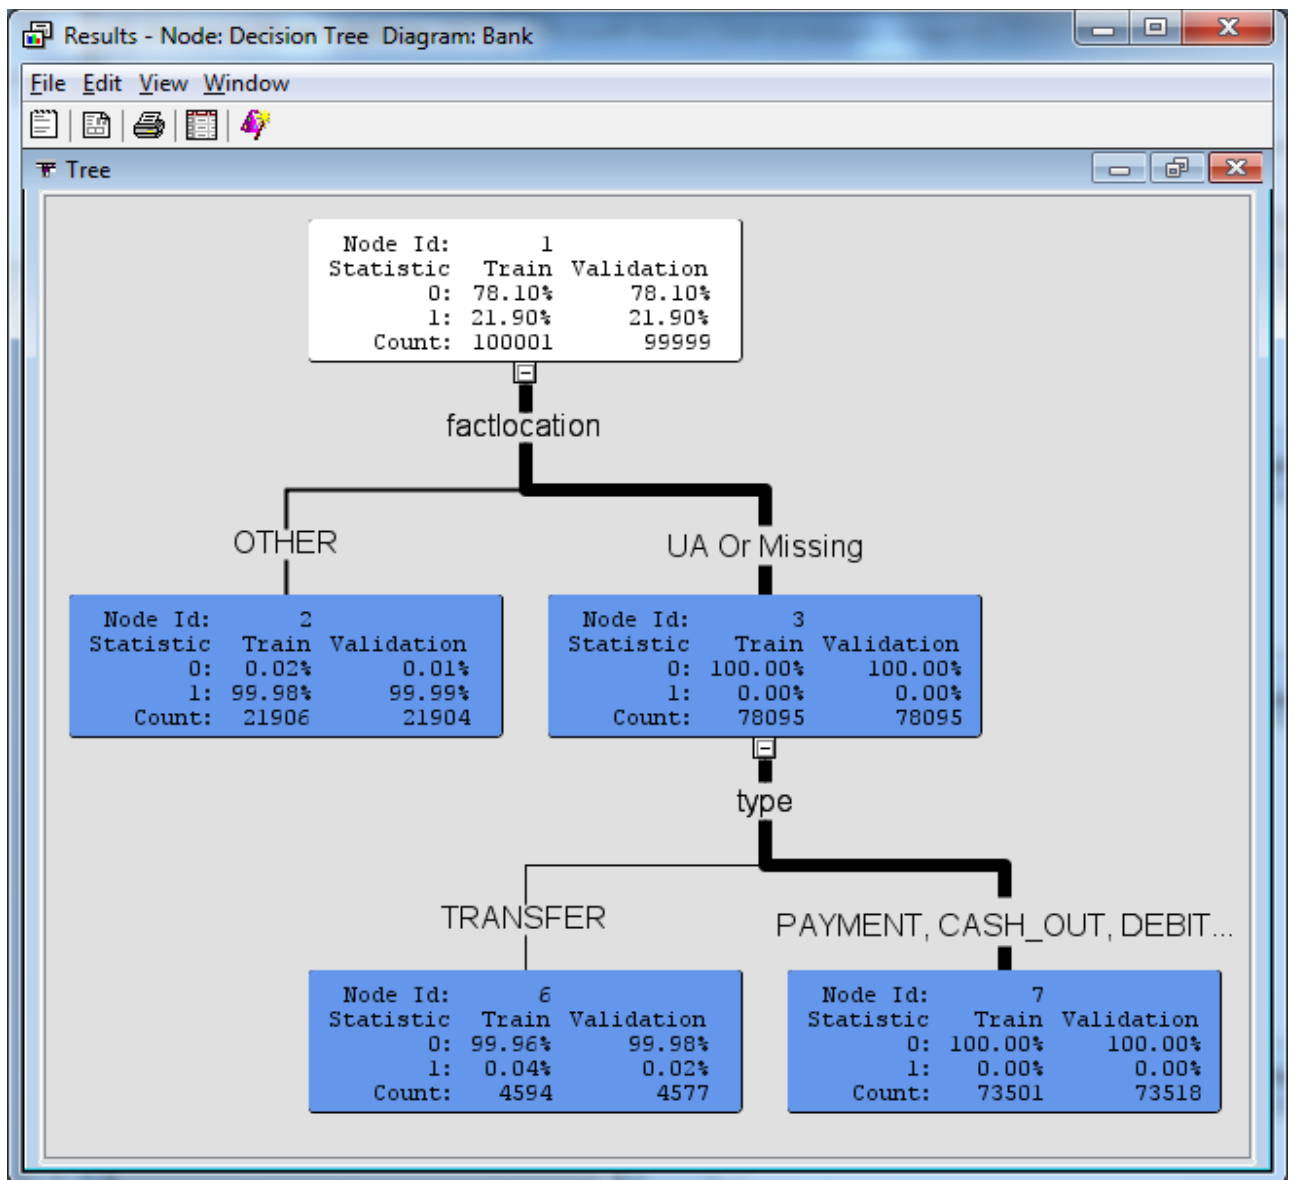 Results - Node: Decision Tree Diagram: Bank
File Edit View Window
Tree
Node Id: 1
Statistic Train Validation
0: 78.10% 78.10%
1: 21.90% 21.90%
Count: 100001 99999
factlocation
OTHER
UA Or Missing
Node Id: 2
Statistic Train Validation
0: 0.02% 0.01%
1: 99.98% 99.99%
Count: 21906 21904
Node Id: 3
Statistic Train Validation
0: 100.00% 100.00%
1: 0.00% 0.00%
Count: 78095 78095
type
TRANSFER
PAYMENT, CASH_OUT, DEBIT...
Node Id: 6
Statistic Train Validation
0: 99.96% 99.98%
1: 0.04% 0.02%
Count: 4594 4577
Node Id: 7
Statistic Train Validation
0: 100.00% 100.00%
1: 0.00% 0.00%
Count: 73501 73518